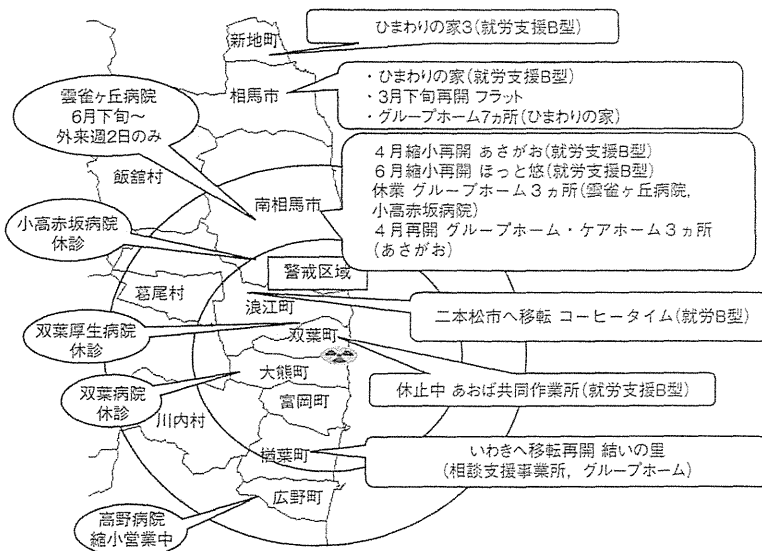 新地町
ひまわりの家3(就労支援B型)
相馬市
・ひまわりの家(就労支援B型)
・3月下旬再開 フラット
・グループホーム7ヵ所(ひまわりの家)
雲雀ヶ丘病院
6月下旬～
外来週2日のみ
飯舘村
南相馬市
4月縮小再開 あさがお(就労支援B型)
6月縮小再開 ほっと悠(就労支援B型)
休業 グループホーム3ヵ所(雲雀ヶ丘病院,
小高赤坂病院)
4月再開 グループホーム・ケアホーム3ヵ所
(あさがお)
小高赤坂病院
休診
警戒区域
葛尾村
浪江町
二本松市へ移転 コーヒータイム(就労B型)
双葉厚生病院
休診
双葉町
大熊町
休止中 あおば共同作業所(就労支援B型)
双葉病院
休診
富岡町
川内村
楢葉町
いわきへ移転再開 結いの里
(相談支援事業所, グループホーム)
広野町
高野病院
縮小営業中